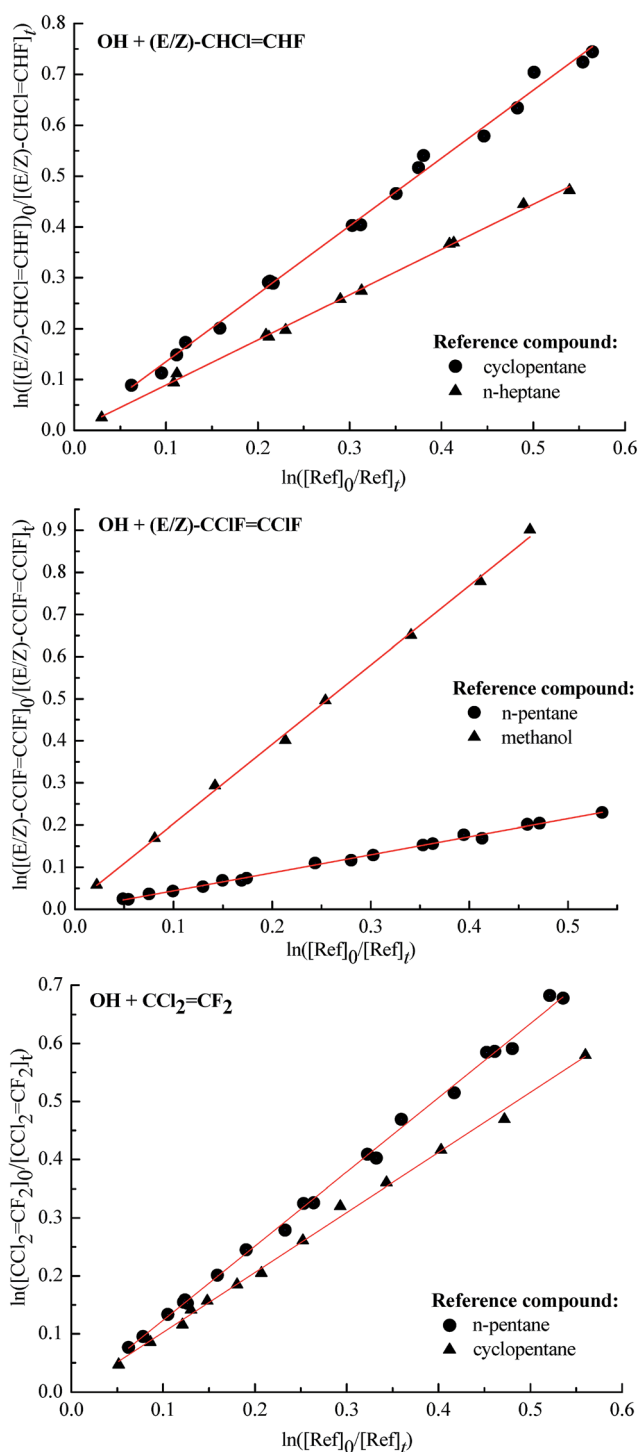 OH + (E/Z)-CHCl=CHF
ln([(E/Z)-CHCl=CHF])0/[(E/Z)-CHCl=CHF]t)
0.8
0.7
0.6
0.5
0.4
0.3
0.2
0.1
0.0
Reference compound:
cyclopentane
n-heptane
0.0 0.1 0.2 0.3 0.4 0.5 0.6
ln([Ref]0/Ref]t)
OH + (E/Z)-CClF=CClF
ln([(E/Z)-CClF=CClF]0/[(E/Z)-CClF=CClF]t)
0.9
0.8
0.7
0.6
0.5
0.4
0.3
0.2
0.1
0.0
Reference compound:
n-pentane
methanol
0.0 0.1 0.2 0.3 0.4 0.5
ln([Ref]0/[Ref]t)
OH + CCl2=CF2
ln([CCl2=CF2]0/[CCl2=CF2]t)
0.7
0.6
0.5
0.4
0.3
0.2
0.1
0.0
Reference compound:
n-pentane
cyclopentane
0.0 0.1 0.2 0.3 0.4 0.5 0.6
ln([Ref]0/[Ref]t)